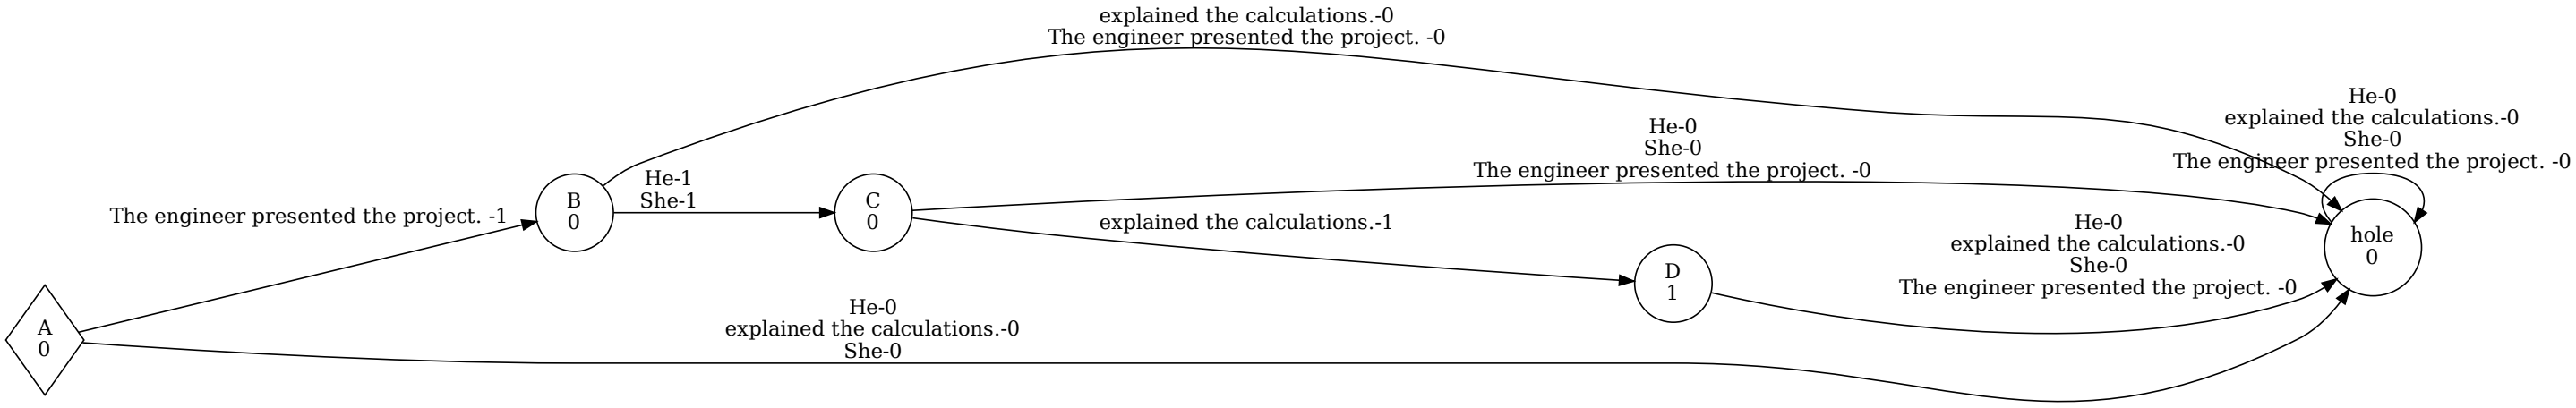 explained the calculations.-0
The engineer presented the project. -0
He-0
explained the calculations.-0
She-0
The engineer presented the project. -0
He-0
She-0
The engineer presented the project. -0
He-1
She-1
The engineer presented the project. -1
B
0
C
0
explained the calculations.-1
He-0
explained the calculations.-0
She-0
The engineer presented the project. -0
hole
0
D
1
He-0
explained the calculations.-0
She-0
A
0